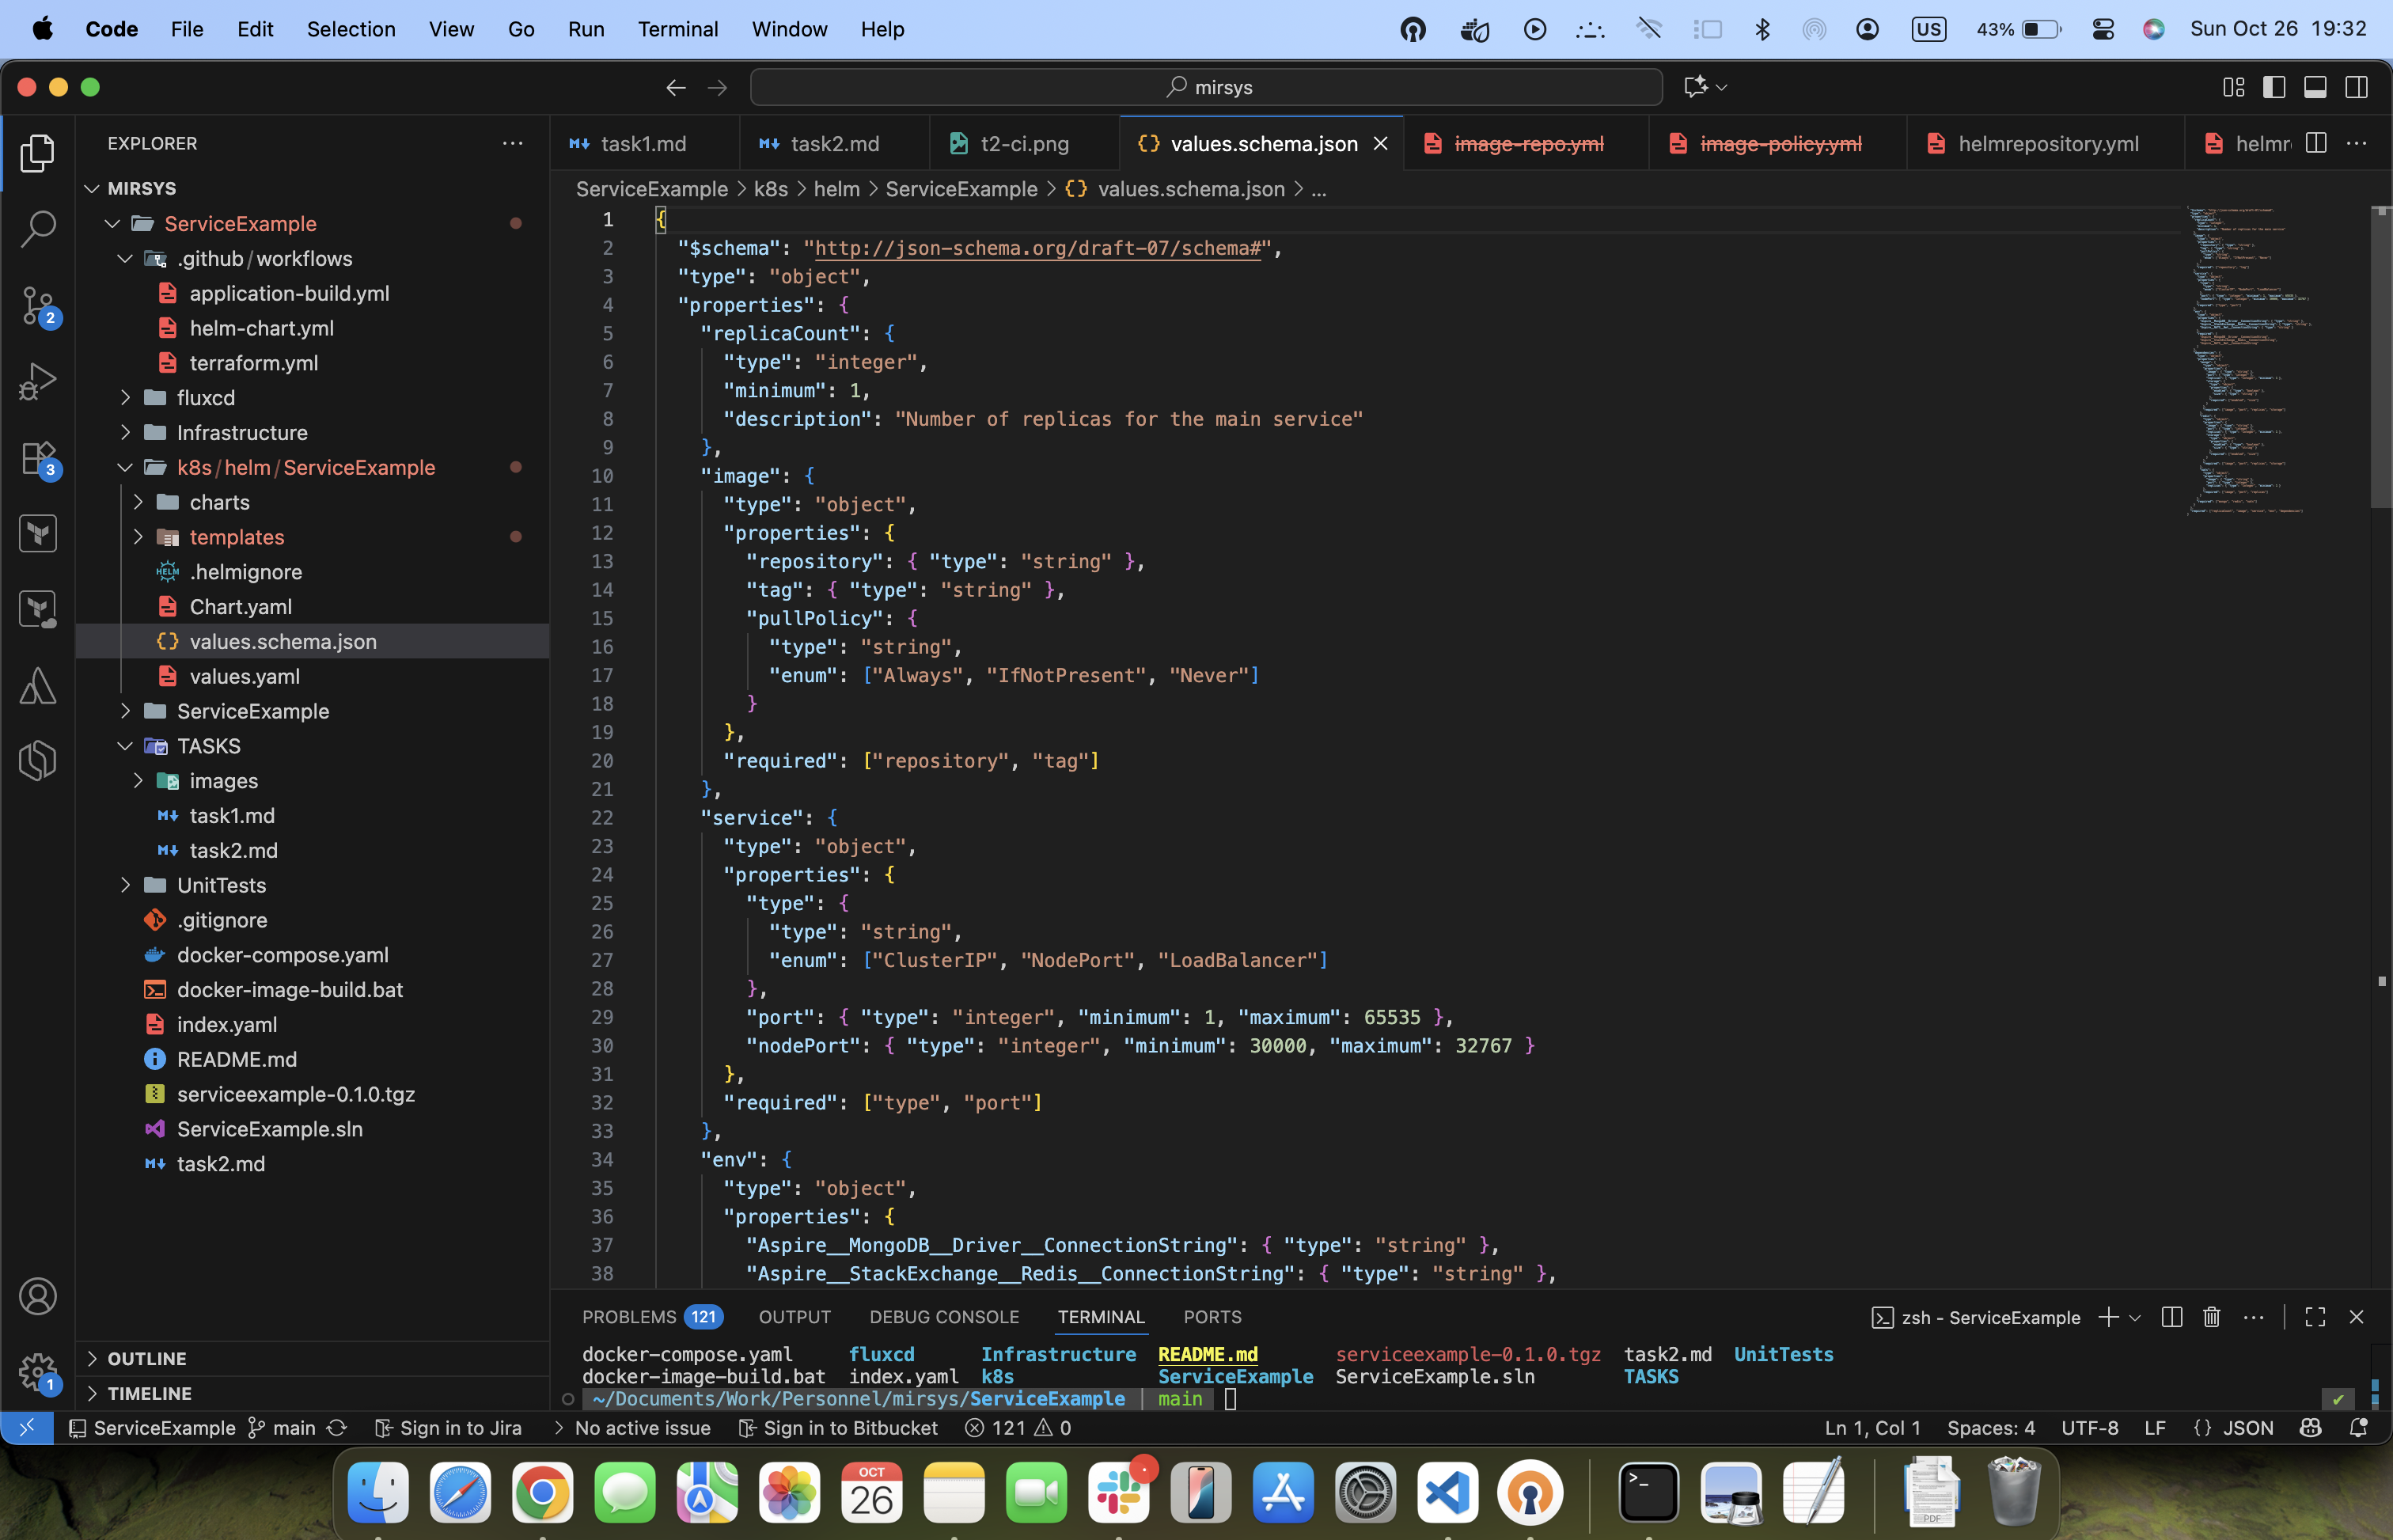 Code File Edit Selection View Go Run Terminal Window Help US 43% Sun Oct 26 19:32
mirsys
EXPLORER
MIRSYS
ServiceExample
.github/workflows
application-build.yml
helm-chart.yml
terraform.yml
fluxcd
Infrastructure
k8s/helm/ServiceExample
charts
templates
HELM .helmignore
Chart.yaml
values.schema.json
values.yaml
ServiceExample
TASKS
images
task1.md
task2.md
UnitTests
.gitignore
docker-compose.yaml
docker-image-build.bat
index.yaml
README.md
serviceexample-0.1.0.tgz
ServiceExample.sln
task2.md
OUTLINE
TIMELINE
2
3
1
task1.md task2.md t2-ci.png values.schema.json image-repo.yml image-policy.yml helmrepository.yml helmr
ServiceExample > k8s > helm > ServiceExample > {} values.schema.json > ...
1 {
2 "$schema": "http://json-schema.org/draft-07/schema#",
3 "type": "object",
4 "properties": {
5 "replicaCount": {
6 "type": "integer",
7 "minimum": 1,
8 "description": "Number of replicas for the main service"
9 },
10 "image": {
11 "type": "object",
12 "properties": {
13 "repository": { "type": "string" },
14 "tag": { "type": "string" },
15 "pullPolicy": {
16 "type": "string",
17 "enum": ["Always", "IfNotPresent", "Never"]
18 }
19 },
20 "required": ["repository", "tag"]
21 },
22 "service": {
23 "type": "object",
24 "properties": {
25 "type": {
26 "type": "string",
27 "enum": ["ClusterIP", "NodePort", "LoadBalancer"]
28 },
29 "port": { "type": "integer", "minimum": 1, "maximum": 65535 },
30 "nodePort": { "type": "integer", "minimum": 30000, "maximum": 32767 }
31 },
32 "required": ["type", "port"]
33 },
34 "env": {
35 "type": "object",
36 "properties": {
37 "Aspire__MongoDB__Driver__ConnectionString": { "type": "string" },
38 "Aspire__StackExchange__Redis__ConnectionString": { "type": "string" },
PROBLEMS 121 OUTPUT DEBUG CONSOLE TERMINAL PORTS zsh - ServiceExample
docker-compose.yaml fluxcd Infrastructure README.md serviceexample-0.1.0.tgz task2.md UnitTests
docker-image-build.bat index.yaml k8s ServiceExample ServiceExample.sln TASKS
~/Documents/Work/Personnel/mirsys/ServiceExample main
ServiceExample main Sign in to Jira No active issue Sign in to Bitbucket 121 0 Ln 1, Col 1 Spaces: 4 UTF-8 LF {} JSON
OCT
26
PDF